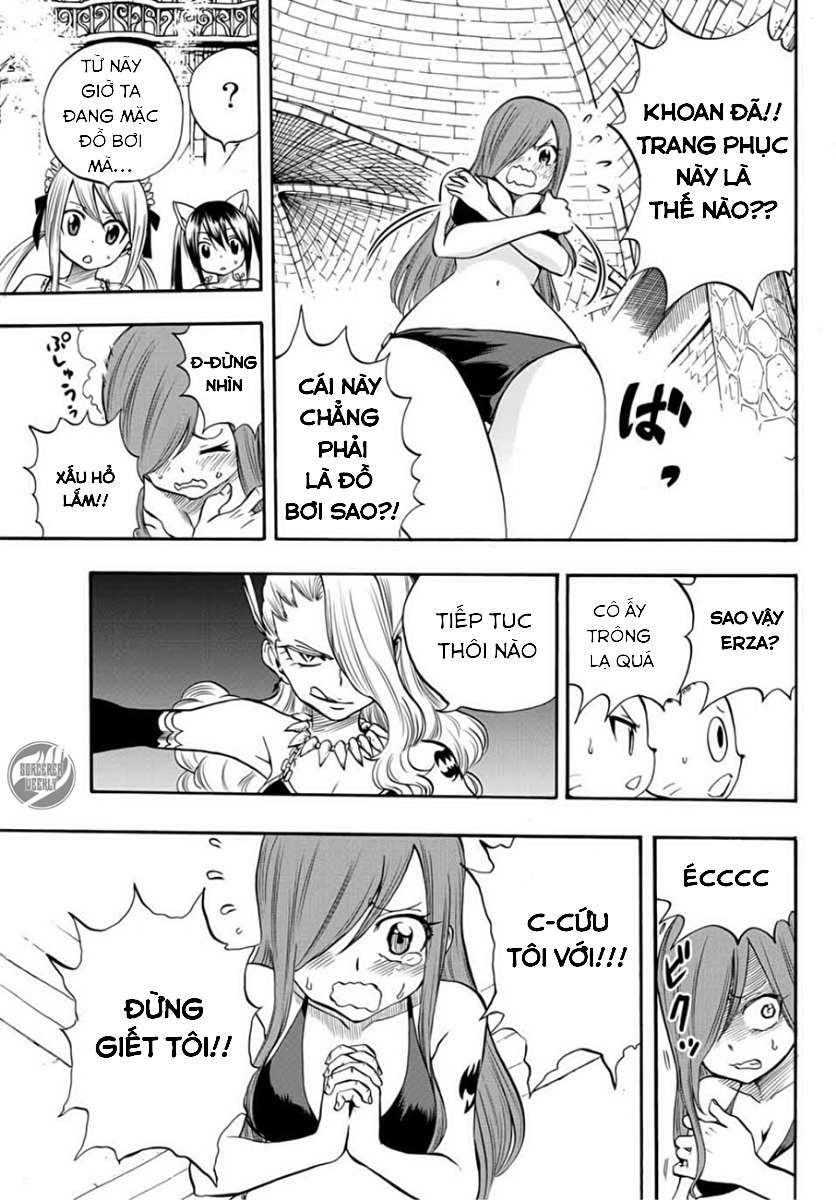 KHOAN ĐÃ!!
TRANG PHỤC
NÀY LÀ
THẾ NÀO??
CÁI NÀY
CHẲNG
PHẢI
LÀ ĐỒ
BƠI SAO?!
ばっ
?
TỪ NÃY
GIỜ TA
ĐANG MẶC
ĐỒ BƠI
MÀ...
Đ-ĐỪNG
NHÌN
XẤU HỔ
LẮM!!
ぷしゅうぅ
SAO VẬY
ERZA?
CÔ ẤY
TRÔNG
LẠ QUÁ
TIẾP TỤC
THÔI NÀO
SORCERER
WEEKLY
ÉCCCC
ビクッ
C-CỨU
TÔI VỚI!!!
ĐỪNG
GIẾT TÔI!!